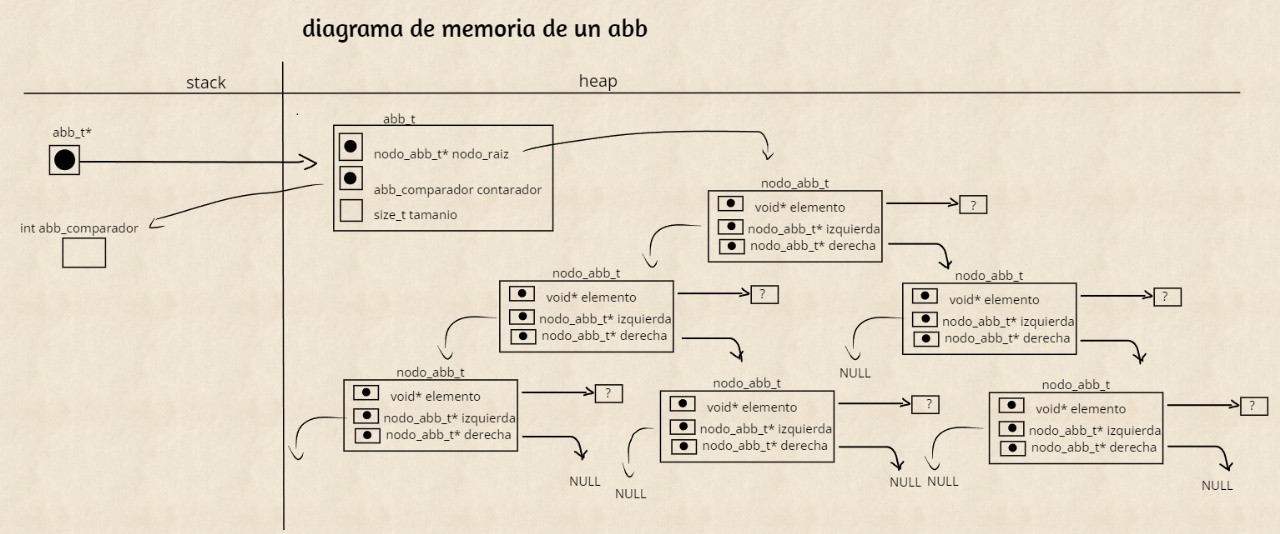 diagrama de memoria de un abb
stack
heap
abb_t*
abb_t
nodo_abb_t* nodo_raiz
abb_comparador contarador
size_t tamanio
int abb_comparador
nodo_abb_t
void* elemento
?
nodo_abb_t* izquierda
nodo_abb_t* derecha
nodo_abb_t
void* elemento
?
nodo_abb_t* izquierda
nodo_abb_t* derecha
nodo_abb_t
void* elemento
?
nodo_abb_t* izquierda
nodo_abb_t* derecha
NULL
nodo_abb_t
void* elemento
?
nodo_abb_t* izquierda
nodo_abb_t* derecha
NULL
nodo_abb_t
void* elemento
?
nodo_abb_t* izquierda
nodo_abb_t* derecha
NULL
NULL
nodo_abb_t
void* elemento
?
nodo_abb_t* izquierda
nodo_abb_t* derecha
NULL
NULL